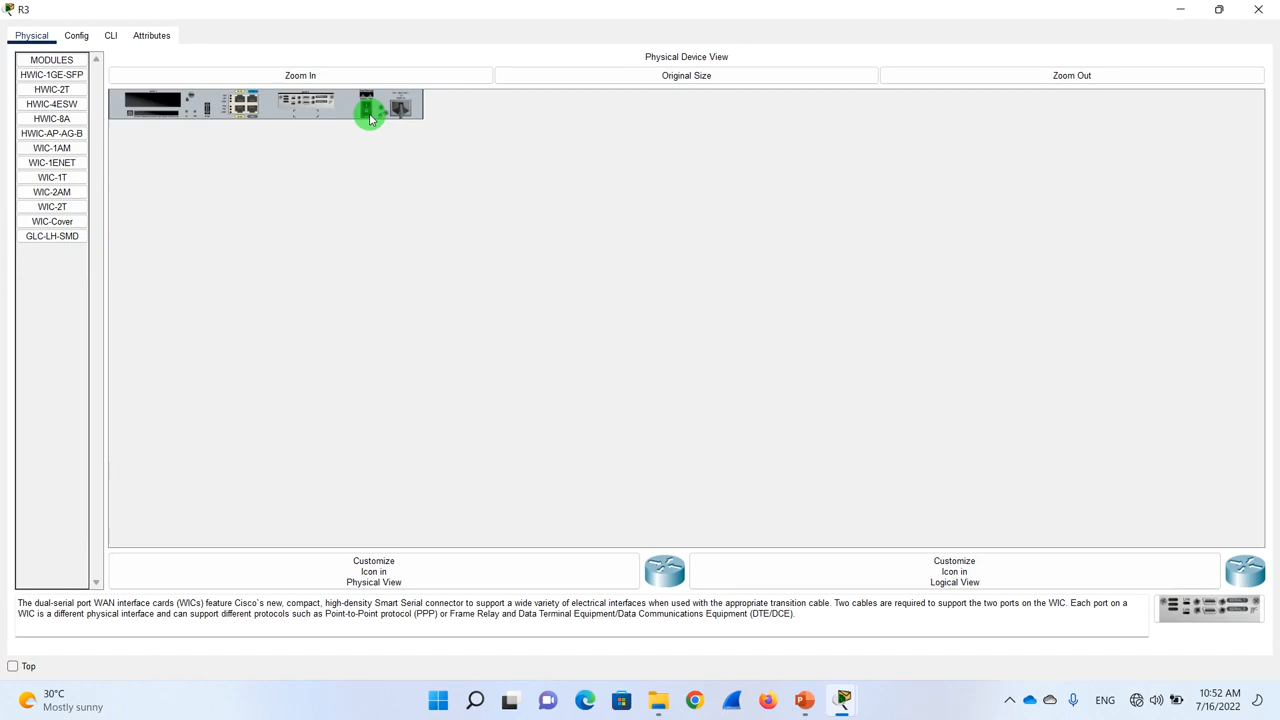 R3
Physical
Config
CLI
Attributes
MODULES
HWIC-1GE-SFP
HWIC-2T
HWIC-4ESW
HWIC-8A
HWIC-AP-AG-B
WIC-1AM
WIC-1ENET
WIC-1T
WIC-2AM
WIC-2T
WIC-Cover
GLC-LH-SMD
Physical Device View
Zoom In
Original Size
Zoom Out
Customize
Icon in
Physical View
Customize
Icon in
Logical View
The dual-serial port WAN interface cards (WICs) feature Cisco's new, compact, high-density Smart Serial connector to support a wide variety of electrical interfaces when used with the appropriate transition cable. Two cables are required to support the two ports on the WIC. Each port on a
WIC is a different physical interface and can support different protocols such as Point-to-Point protocol (PPP) or Frame Relay and Data Terminal Equipment/Data Communications Equipment (DTE/DCE).
Top
30°C
Mostly sunny
ENG
10:52 AM
7/16/2022